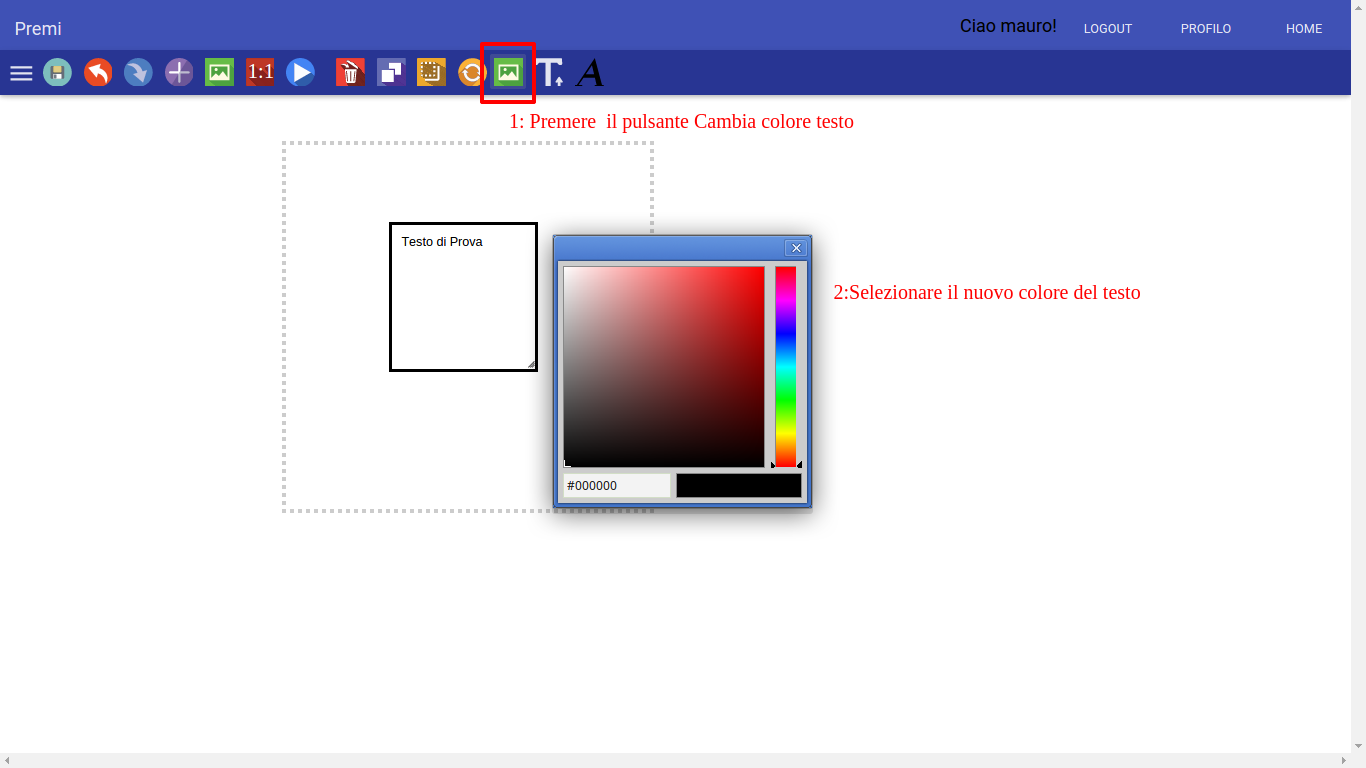 Premi
Ciao mauro!
LOGOUT
PROFILO
HOME
1:1
T
A
1: Premere  il pulsante Cambia colore testo
Testo di Prova
2:Selezionare il nuovo colore del testo
#000000